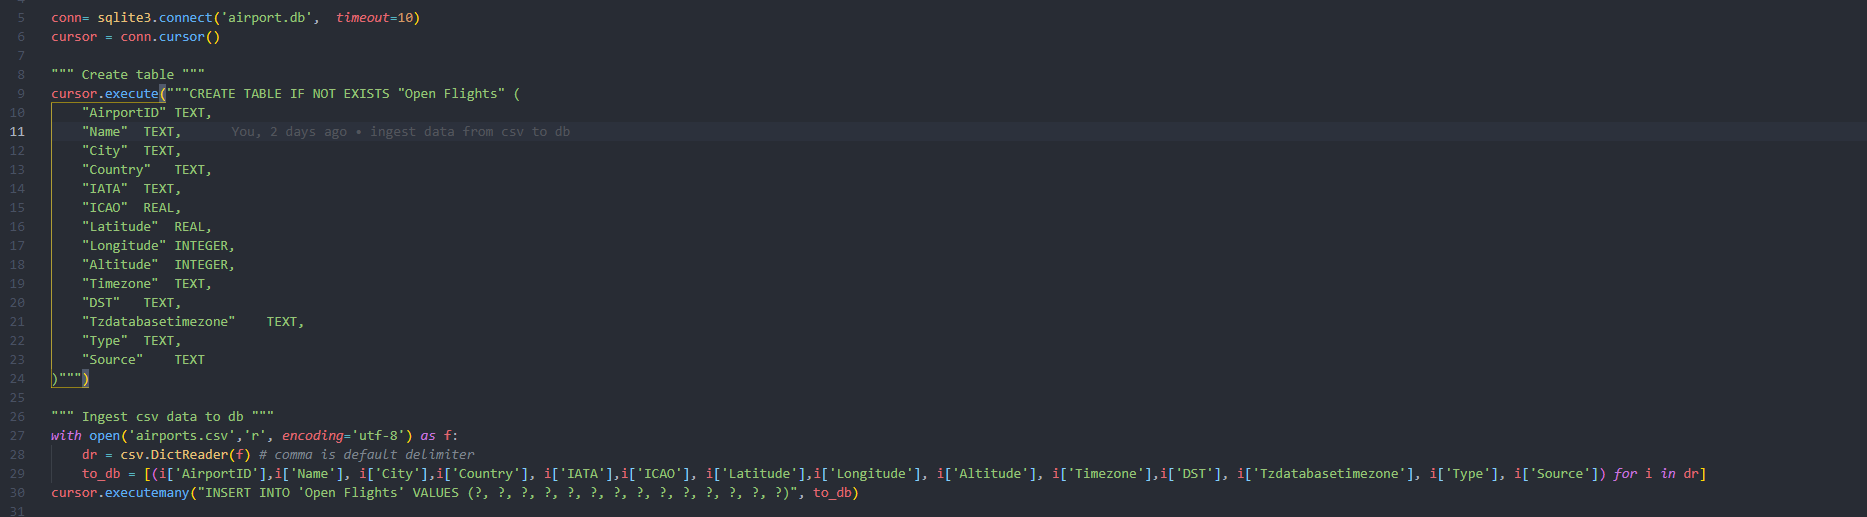 5 conn= sqlite3.connect('airport.db',  timeout=10)
6 cursor = conn.cursor()
7
8 """ Create table """
9 cursor.execute("""CREATE TABLE IF NOT EXISTS "Open Flights" (
10     "AirportID" TEXT,
11     "Name"  TEXT,      You, 2 days ago • ingest data from csv to db
12     "City"  TEXT,
13     "Country"   TEXT,
14     "IATA"  TEXT,
15     "ICAO"  REAL,
16     "Latitude"  REAL,
17     "Longitude" INTEGER,
18     "Altitude"  INTEGER,
19     "Timezone"  TEXT,
20     "DST"   TEXT,
21     "Tzdatabasetimezone"    TEXT,
22     "Type"  TEXT,
23     "Source"    TEXT
24 )""")
25
26 """ Ingest csv data to db """
27 with open('airports.csv','r', encoding='utf-8') as f:
28     dr = csv.DictReader(f) # comma is default delimiter
29     to_db = [(i['AirportID'],i['Name'], i['City'],i['Country'], i['IATA'],i['ICAO'], i['Latitude'],i['Longitude'], i['Altitude'], i['Timezone'],i['DST'], i['Tzdatabasetimezone'], i['Type'], i['Source']) for i in dr]
30 cursor.executemany("INSERT INTO 'Open Flights' VALUES (?, ?, ?, ?, ?, ?, ?, ?, ?, ?, ?, ?, ?, ?)", to_db)
31